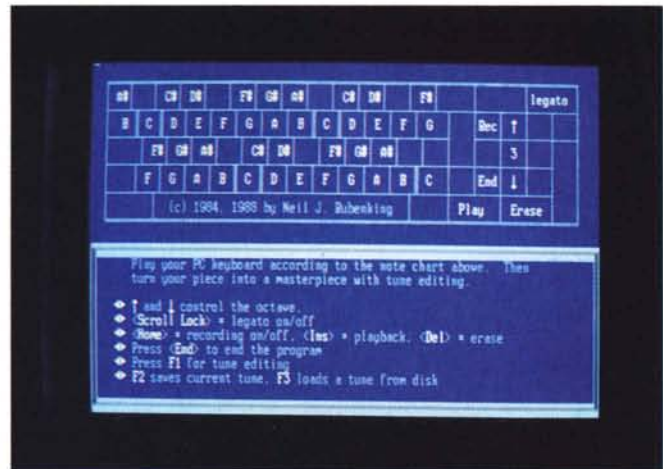 A# C# D# F# G# A# C# D# F# legato
B C D E F G A B C D E F G Rec ↑
F# G# A# C# D# F# G# A# 3
F G A B C D E F G A B C End ↓
(c) 1984, 1988 by Neil J. Rubenking Play Erase
Play your PC keyboard according to the note chart above. Then
turn your piece into a masterpiece with tune editing.
↑ and ↓ control the octave.
<Scroll Lock> = legato on/off
<Home> = recording on/off, <Ins> = playback, <Del> = erase
Press <End> to end the program
Press F1 for tune editing
F2 saves current tune, F3 loads a tune from disk